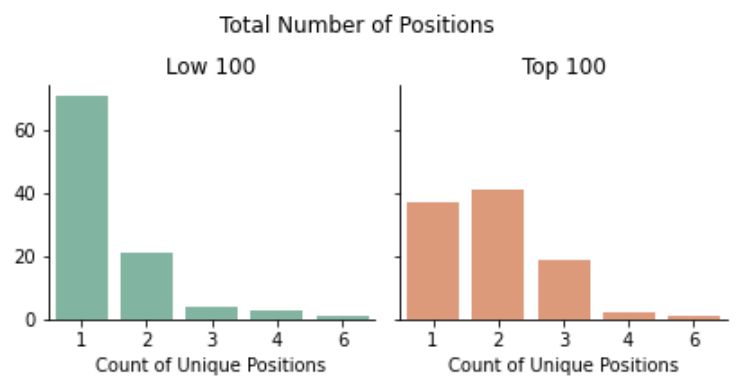 Total Number of Positions
Low 100
Top 100
60
40
20
0
1 2 3 4 6
1 2 3 4 6
Count of Unique Positions
Count of Unique Positions